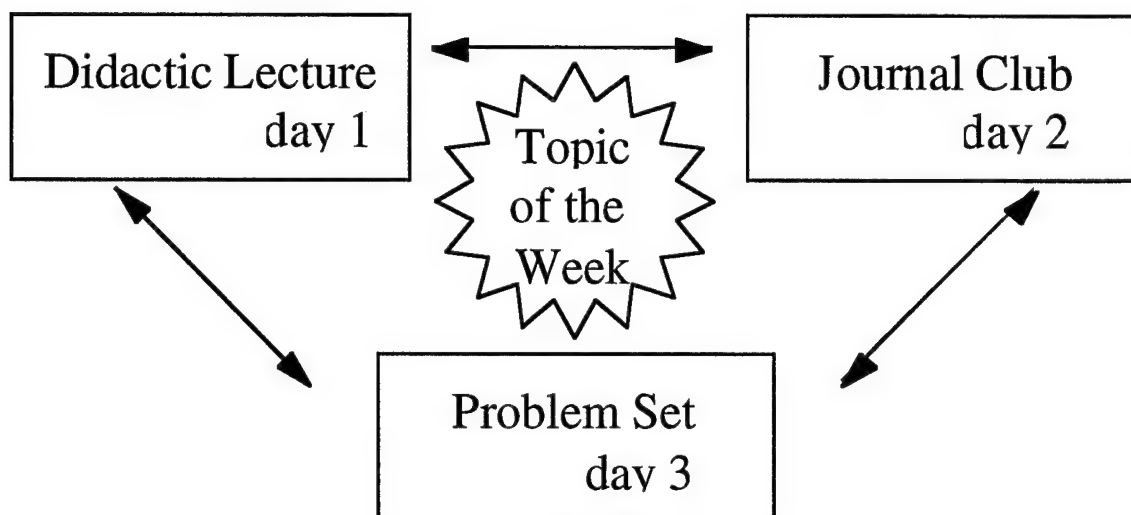 Didactic Lecture
day 1
Topic
of the
Week
Journal Club
day 2
Problem Set
day 3